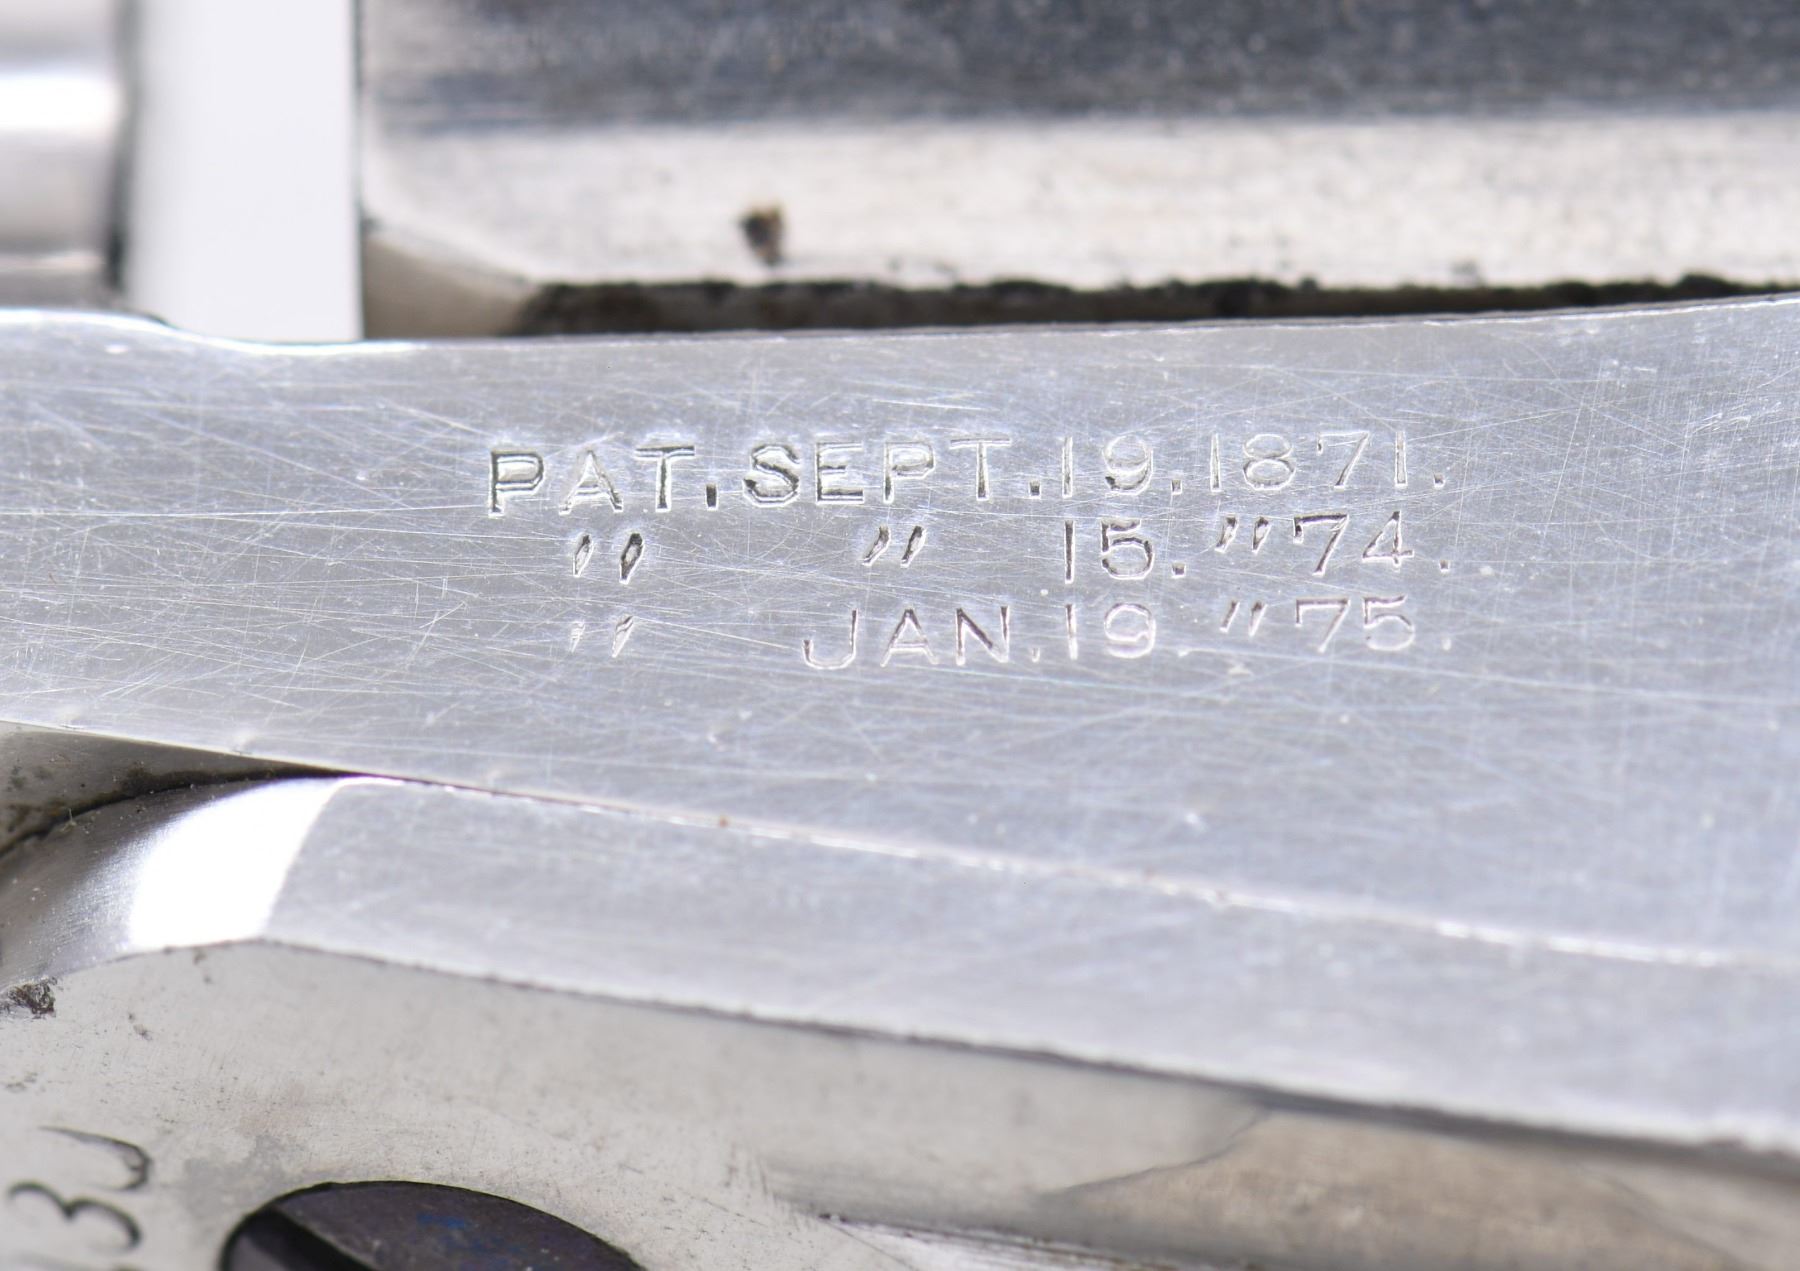 PAT. SEPT. 19. 1871.
" " 15. " 74.
" JAN. 19. " 75.